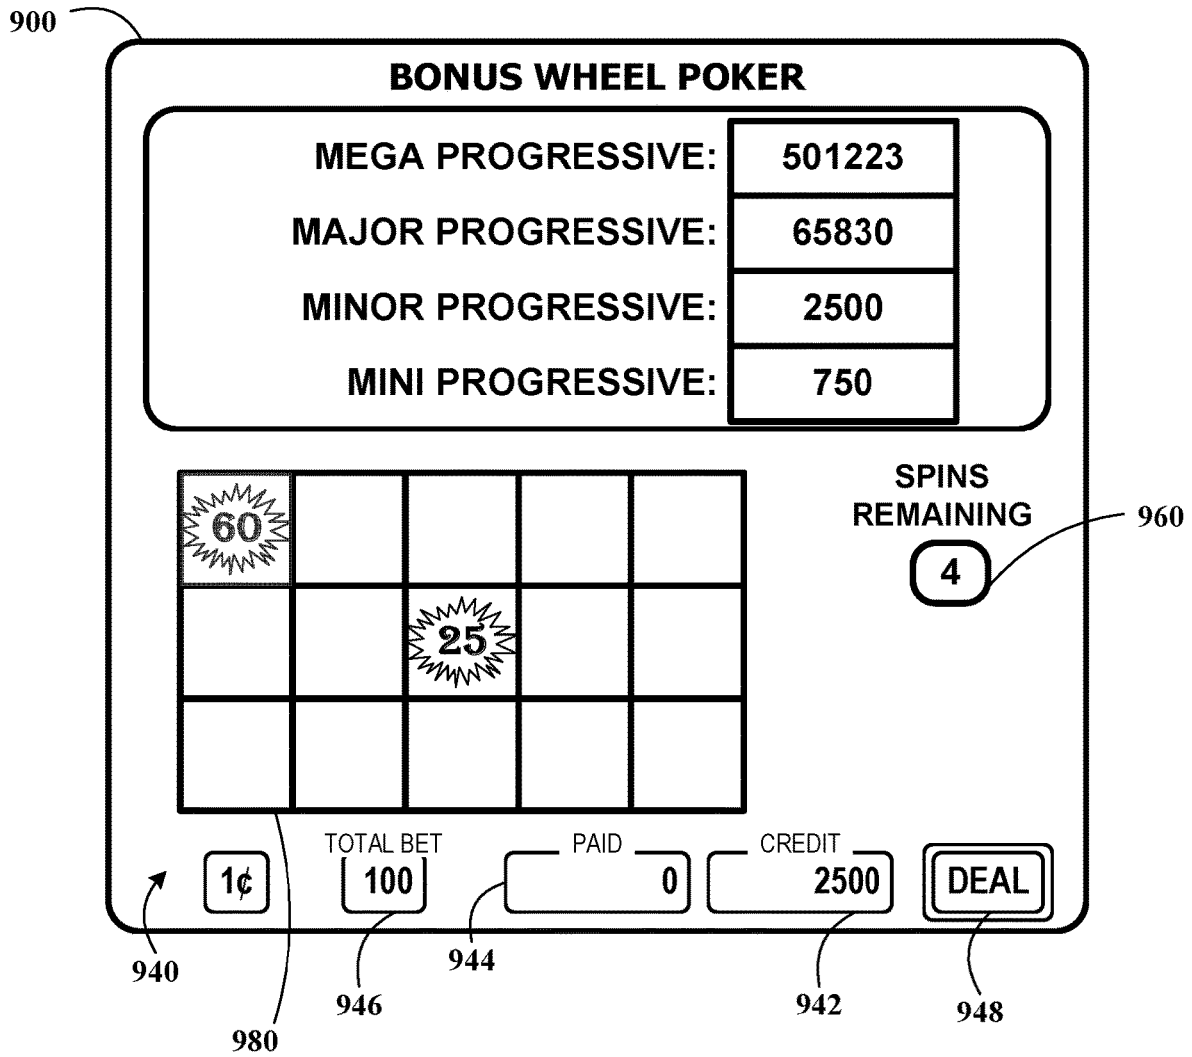 900
BONUS WHEEL POKER
MEGA PROGRESSIVE: 501223
MAJOR PROGRESSIVE: 65830
MINOR PROGRESSIVE: 2500
MINI PROGRESSIVE: 750
SPINS
REMAINING
960
4
60
25
TOTAL BET PAID CREDIT
1¢ 100 0 2500 DEAL
940 946 944 942 948
980